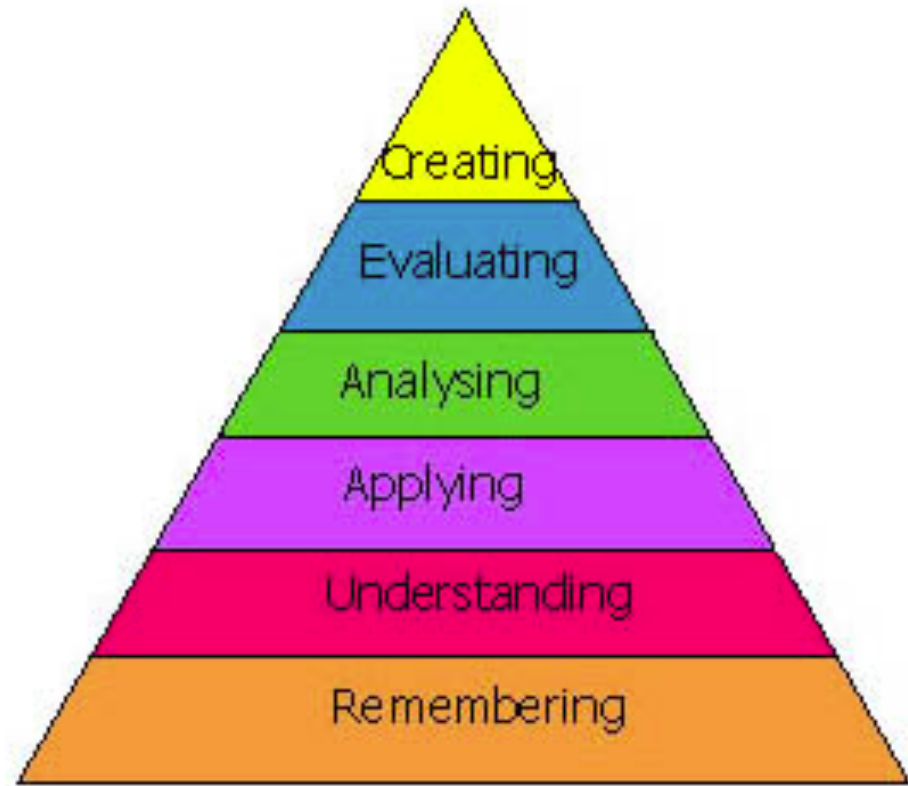 Creating
Evaluating
Analysing
Applying
Understanding
Remembering